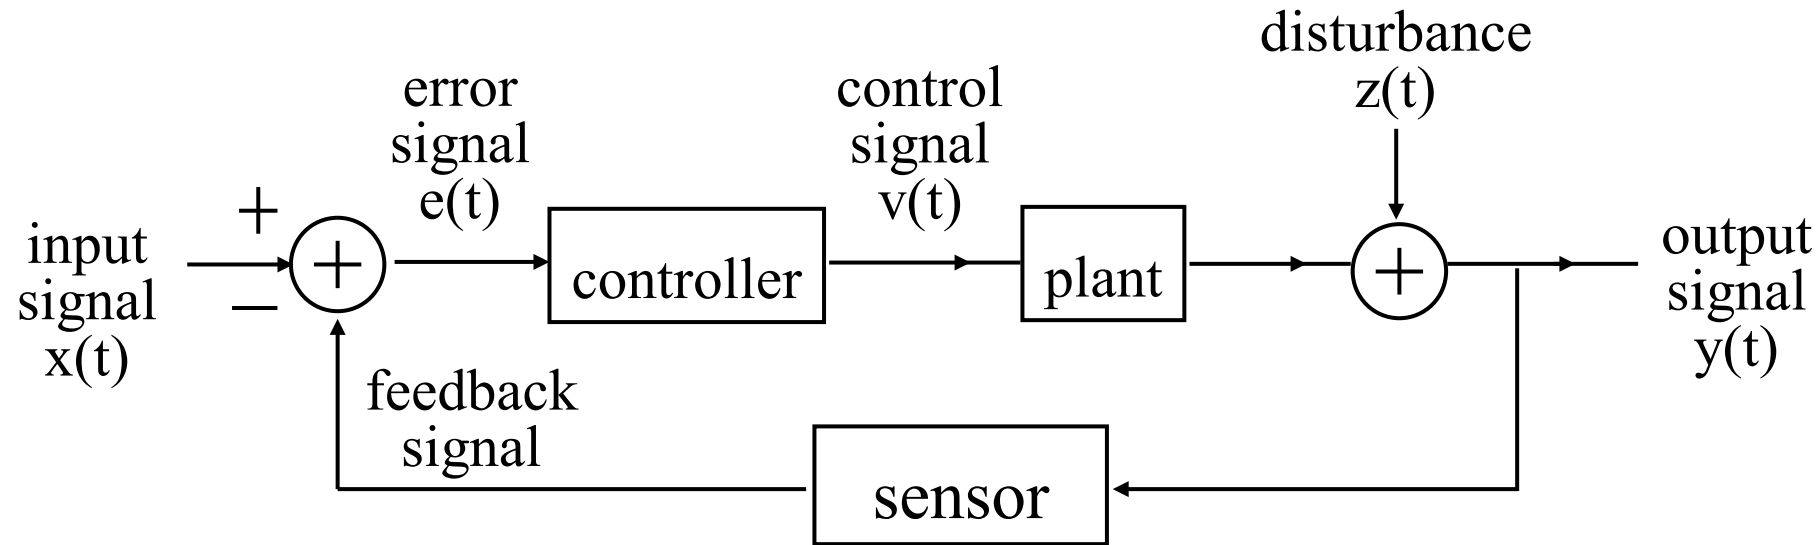 disturbance
z(t)
error
signal
e(t)
control
signal
v(t)
+
input
signal
x(t)
−
+
controller
plant
+
output
signal
y(t)
feedback
signal
sensor